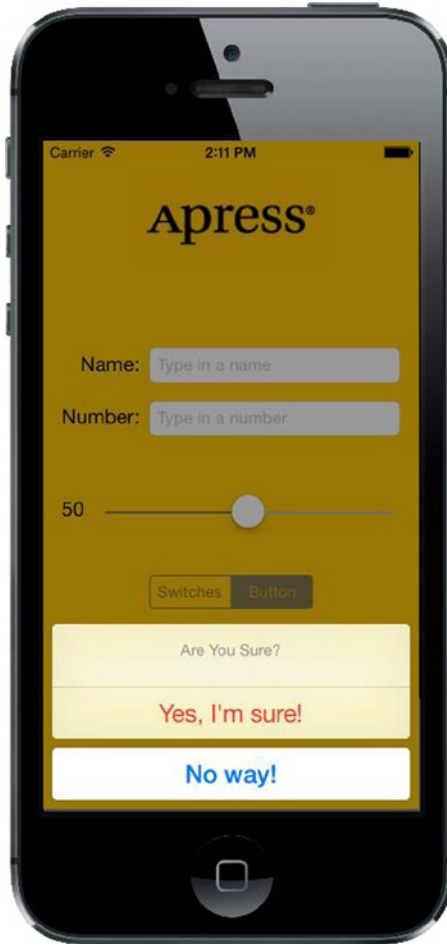 Carrier 2:11 PM
Apress®
Name: Type in a name
Number: Type in a number
50
Switches Button
Are You Sure?
Yes, I'm sure!
No way!